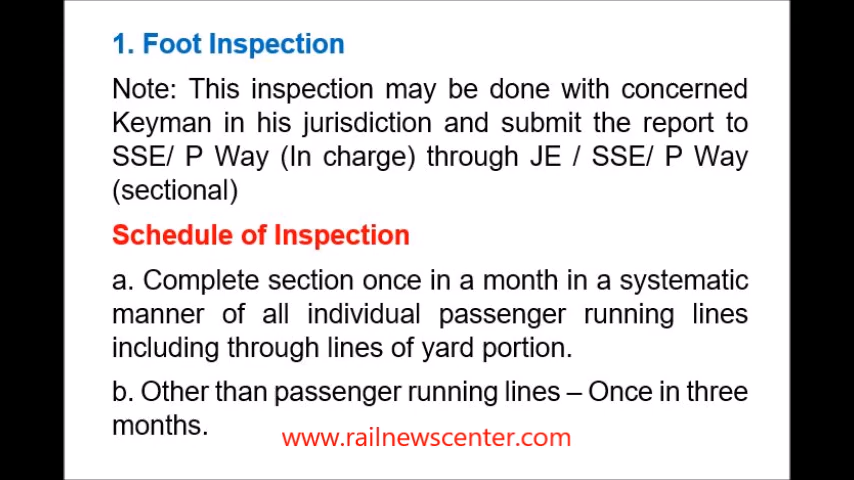 1. Foot Inspection
Note: This inspection may be done with concerned
Keyman in his jurisdiction and submit the report to
SSE/ P Way (In charge) through JE / SSE/ P Way
(sectional)
Schedule of Inspection
a. Complete section once in a month in a systematic
manner of all individual passenger running lines
including through lines of yard portion.
b. Other than passenger running lines – Once in three
months.
www.railnewscenter.com